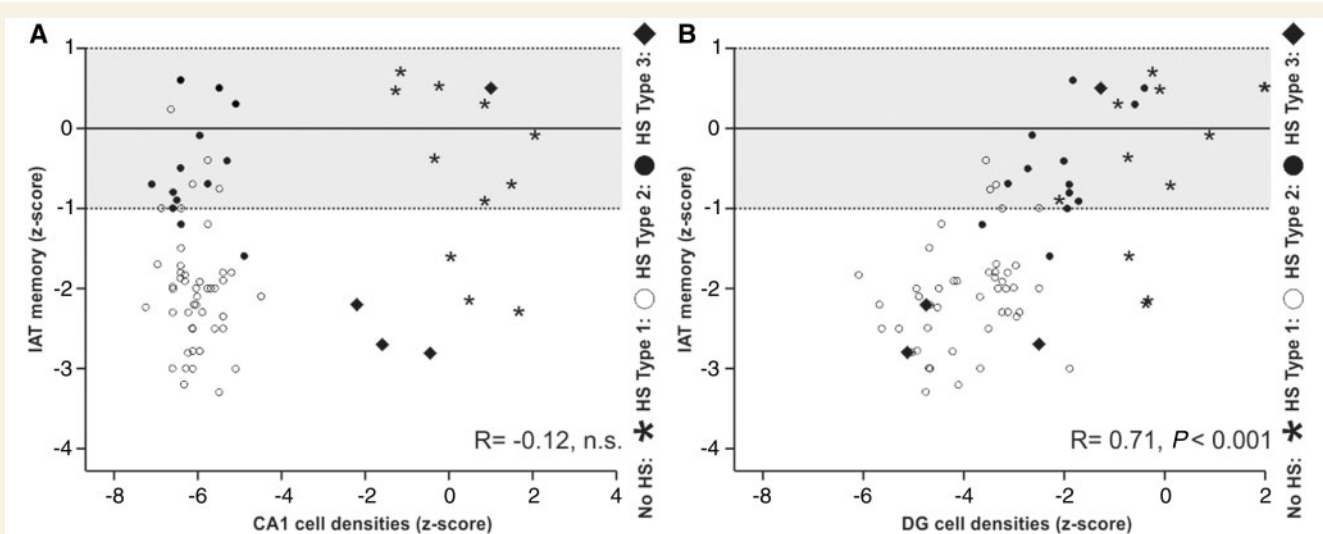 A
1
0
-1
-2
-3
-4
IAT memory (z-score)
-8 -6 -4 -2 0 2 4
CA1 cell densities (z-score)
R= -0.12, n.s.
No HS: * HS Type 1: ○ HS Type 2: ● HS Type 3: ◆
B
1
0
-1
-2
-3
-4
IAT memory (z-score)
-8 -6 -4 -2 0 2
DG cell densities (z-score)
R= 0.71, P< 0.001
No HS: * HS Type 1: ○ HS Type 2: ● HS Type 3: ◆